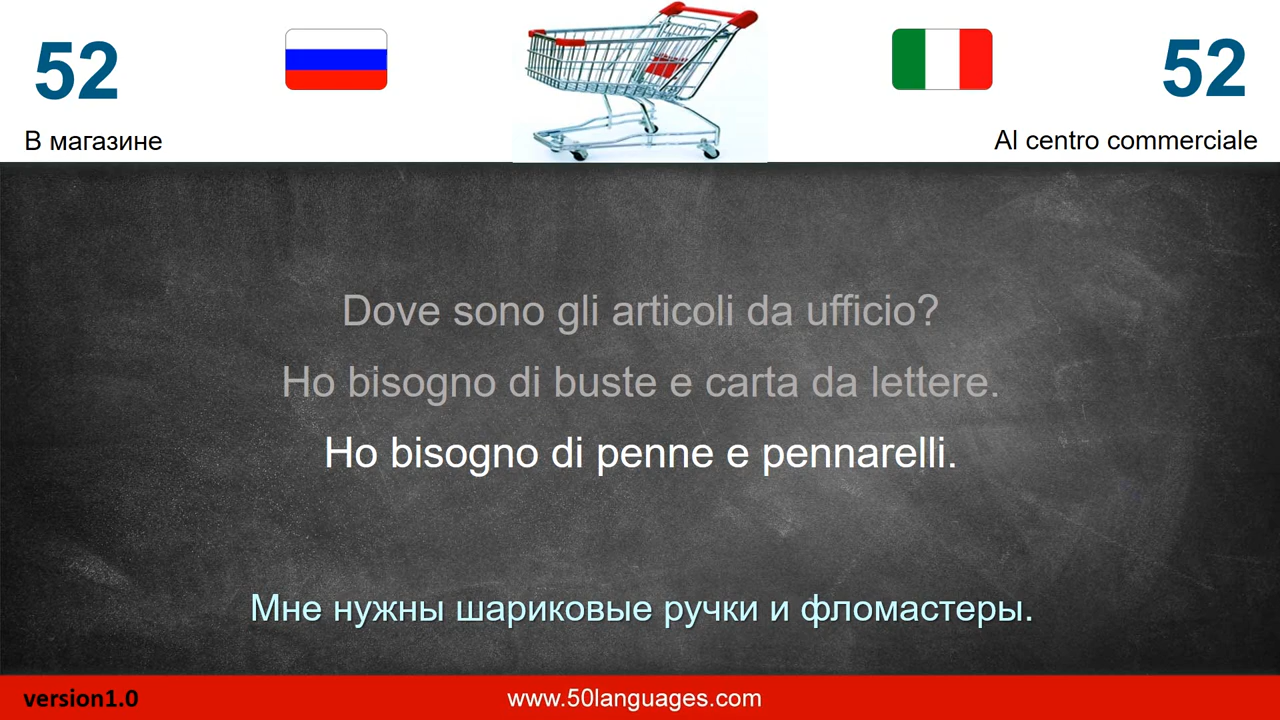 52
52
В магазине
Al centro commerciale
Dove sono gli articoli da ufficio?
Ho bisogno di buste e carta da lettere.
Ho bisogno di penne e pennarelli.
Мне нужны шариковые ручки и фломастеры.
version1.0
www.50languages.com